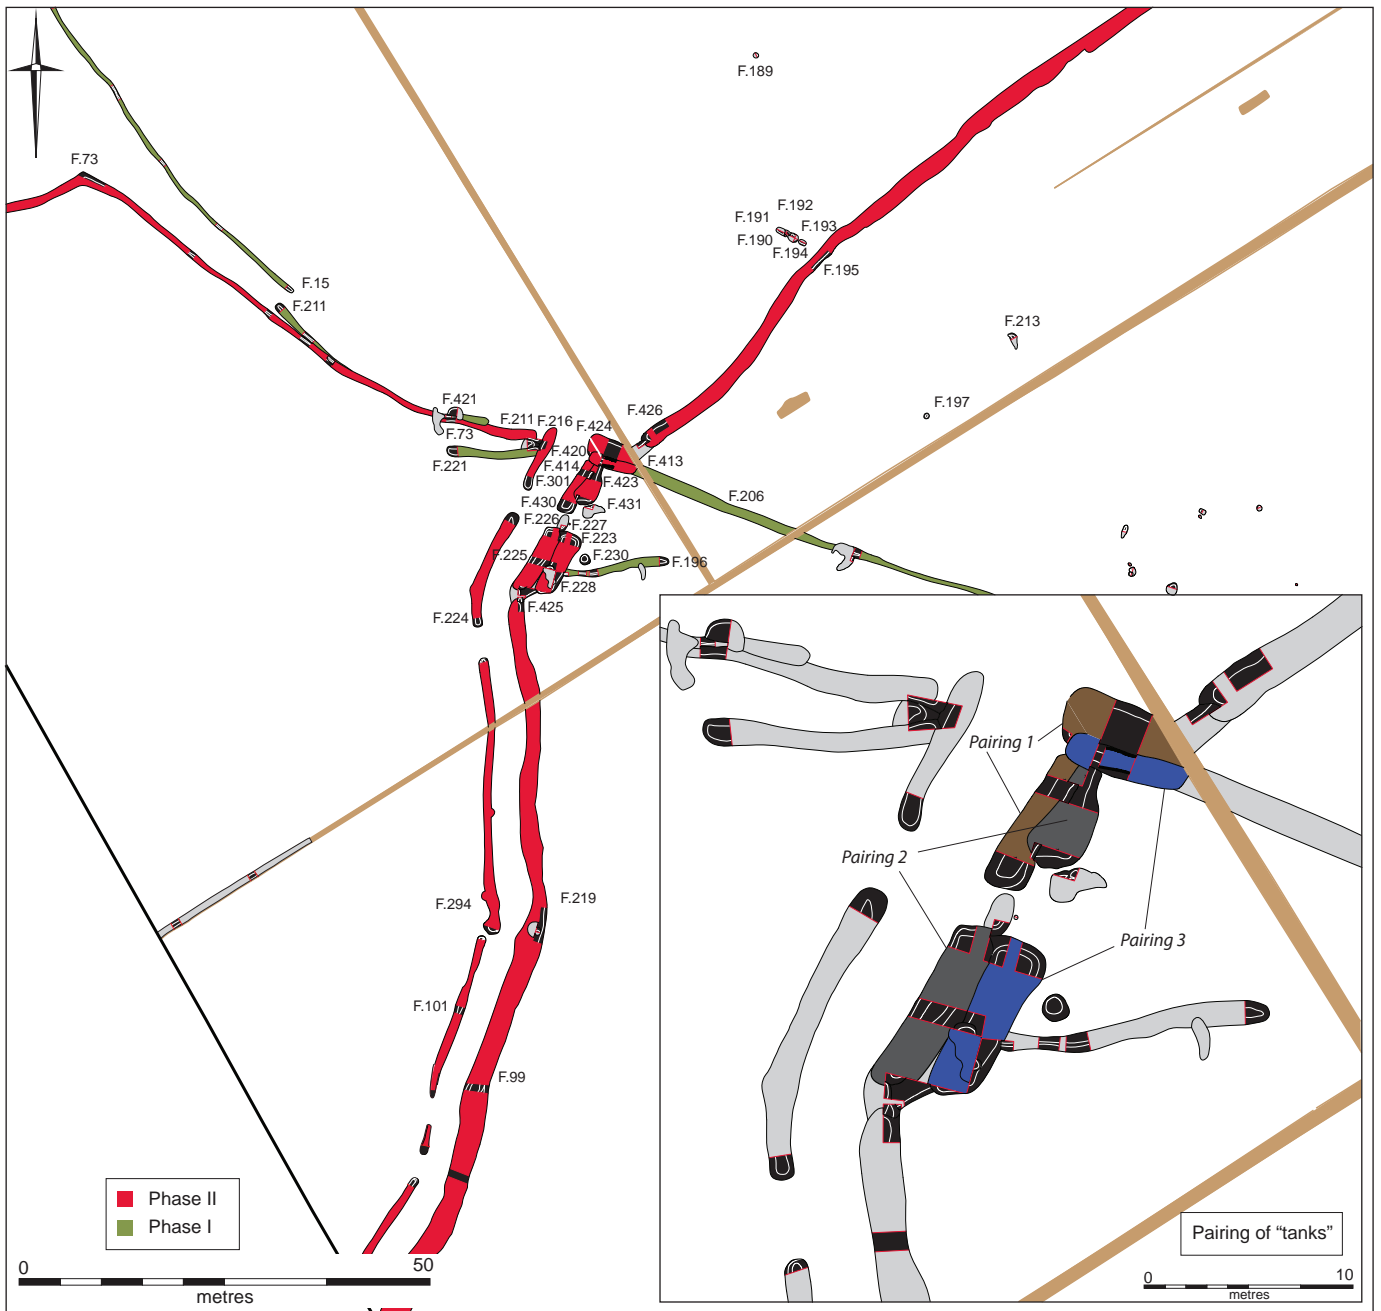 F.189
F.73
F.192
F.191
F.193
F.190
F.194
F.195
F.15
F.211
F.213
F.197
F.421
F.211
F.216
F.424
F.426
F.73
F.221
F.420
F.414
F.413
F.301
F.423
F.206
F.430
F.431
F.226
F.227
F.223
F.225
F.230
F.196
F.228
F.425
F.224
F.294
F.219
F.101
F.99
Pairing 1
Pairing 2
Pairing 3
Phase II
Phase I
Pairing of “tanks”
0 50
metres
0 10
metres